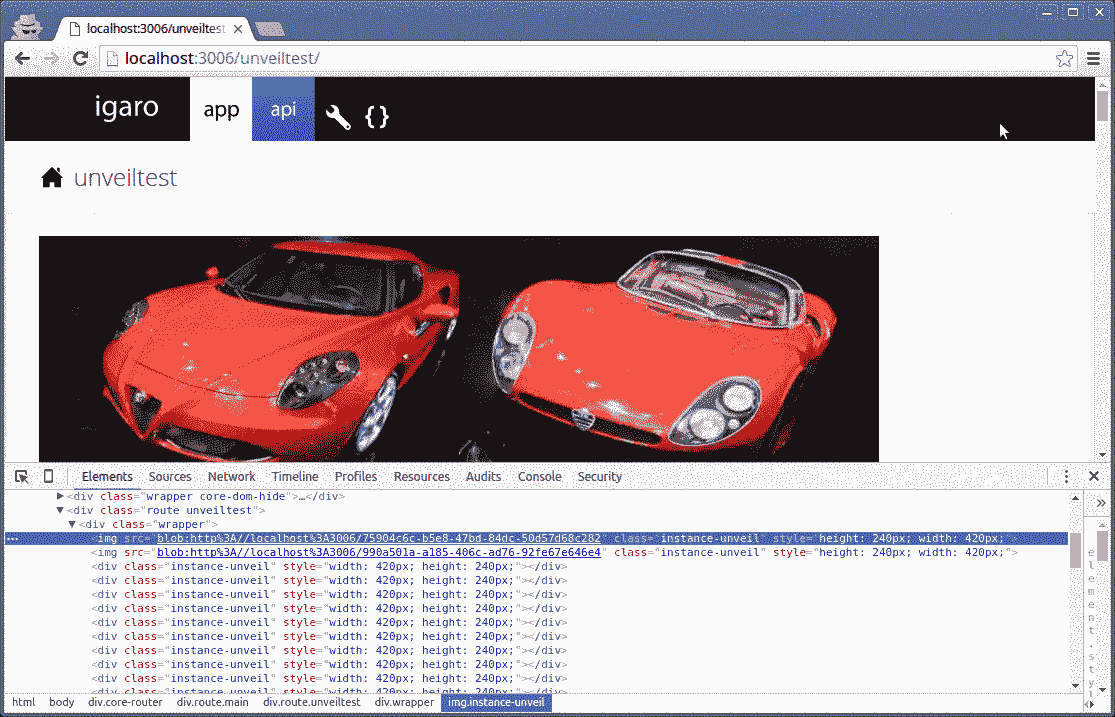 localhost:3006/unveiltest
localhost:3006/unveiltest/
igaro app api { }
unveiltest
Elements Sources Network Timeline Profiles Resources Audits Console Security
<div class="wrapper core-dom-hide">…</div>
<div class="route unveiltest">
<div class="wrapper">
<img src="blob:http%3A//localhost%3A3006/75904c6c-b5e8-47bd-84dc-50d57d68c282" class="instance-unveil" style="height: 240px; width: 420px;">
<img src="blob:http%3A//localhost%3A3006/990a501a-a185-406c-ad76-92fe67e646e4" class="instance-unveil" style="height: 240px; width: 420px;">
<div class="instance-unveil" style="width: 420px; height: 240px;"></div>
<div class="instance-unveil" style="width: 420px; height: 240px;"></div>
<div class="instance-unveil" style="width: 420px; height: 240px;"></div>
<div class="instance-unveil" style="width: 420px; height: 240px;"></div>
<div class="instance-unveil" style="width: 420px; height: 240px;"></div>
<div class="instance-unveil" style="width: 420px; height: 240px;"></div>
<div class="instance-unveil" style="width: 420px; height: 240px;"></div>
<div class="instance-unveil" style="width: 420px; height: 240px;"></div>
<div class="instance-unveil" style="width: 420px; height: 240px;"></div>
<div class="instance-unveil" style="width: 420px; height: 240px;"></div>
e
l
e
m
e
n
t
.
s
t
y
html body div.core-router div.route.main div.route.unveiltest div.wrapper img.instance-unveil